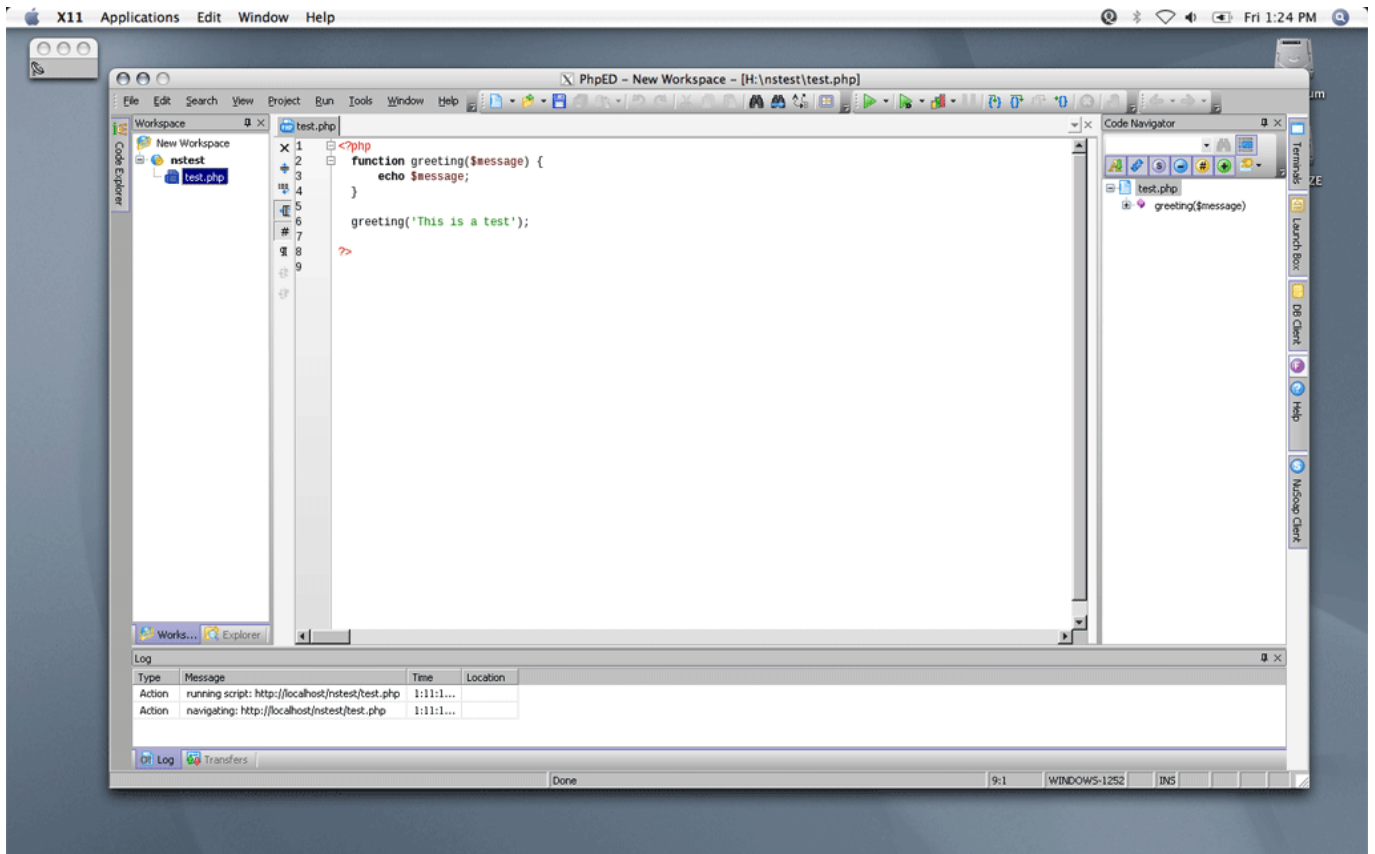 X11 Applications Edit Window Help Fri 1:24 PM
PhpED – New Workspace – [H:\nstest\test.php]
File Edit Search View Project Run Tools Window Help
Workspace
test.php
Code Navigator
New Workspace
nstest
test.php
1 <?php
2 function greeting($message) {
3 echo $message;
4 }
5
6 greeting('This is a test');
7
8 ?>
9
test.php
greeting($message)
Code Explorer
Terminals
Launch Box
DB Client
Help
NuSoap Client
Works... Explorer
Log
Type Message Time Location
Action running script: http://localhost/nstest/test.php 1:11:1...
Action navigating: http://localhost/nstest/test.php 1:11:1...
Log Transfers
Done 9:1 WINDOWS-1252 INS